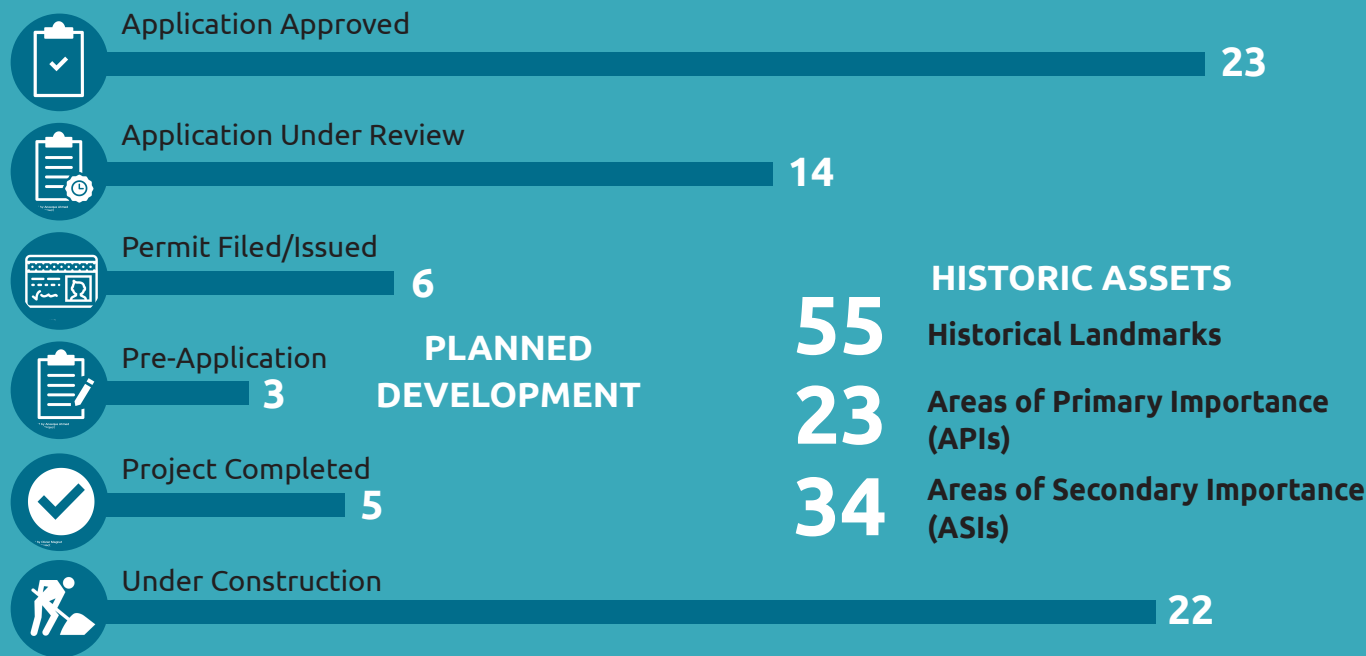 Application Approved
23
Application Under Review
14
Permit Filed/Issued
6
Pre-Application
3
PLANNED
DEVELOPMENT
Project Completed
5
Under Construction
22
HISTORIC ASSETS
55
Historical Landmarks
23
Areas of Primary Importance
(APIs)
34
Areas of Secondary Importance
(ASIs)